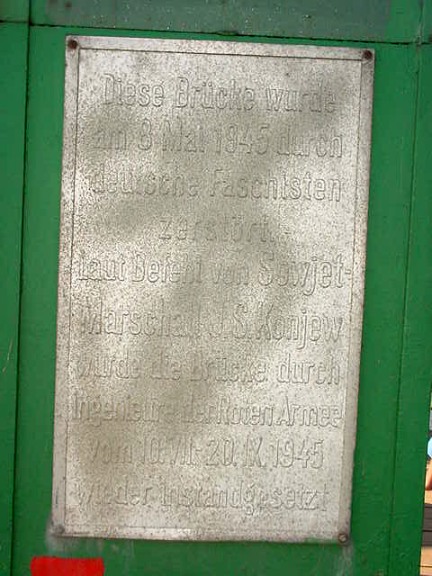 Diese Brücke wurde
am 8 Mai 1945 durch
deutsche Faschisten
zerstört.-
Laut Befehl von Sowjet-
Marschall J.S. Konjew
wurde die Brücke durch
Ingenieure der Roten Armee
vom 10.VII.-20.IX.1945
wieder instandgesetzt